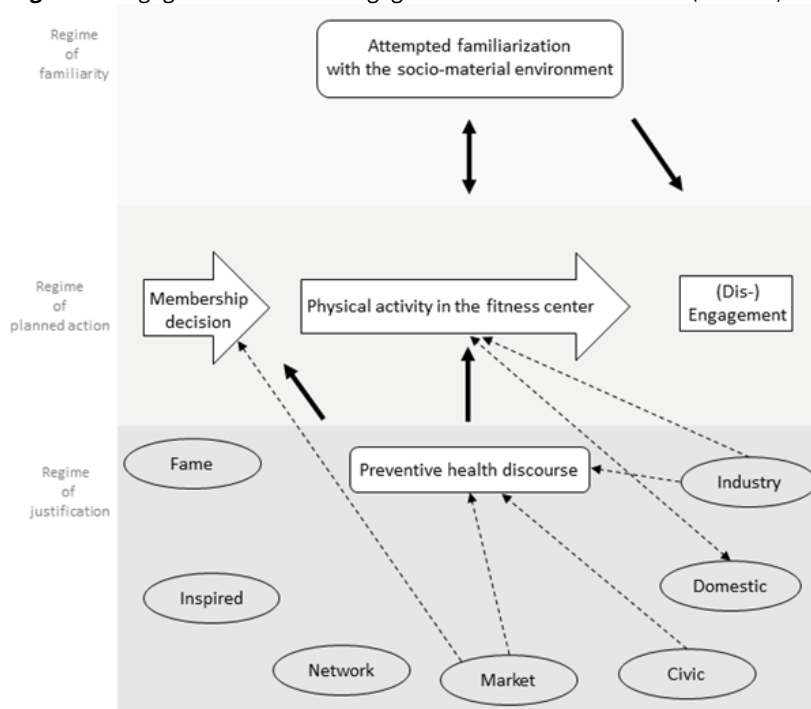 Regime
of
familiarity
Attempted familiarization
with the socio-material environment
Regime
of
planned action
Membership
decision
Physical activity in the fitness center
(Dis-)
Engagement
Regime
of
justification
Fame
Preventive health discourse
Industry
Inspired
Domestic
Network
Market
Civic